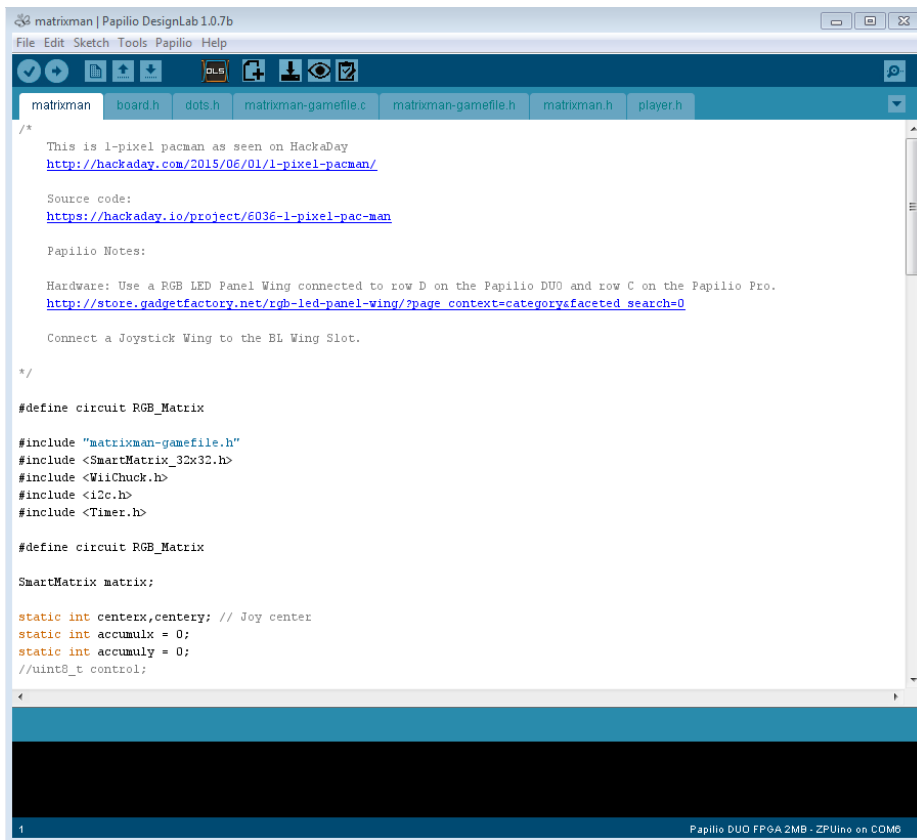 matrixman | Papilio DesignLab 1.0.7b
File Edit Sketch Tools Papilio Help
OLS
matrixman board.h dots.h matrixman-gamefile.c matrixman-gamefile.h matrixman.h player.h
/*
This is 1-pixel pacman as seen on HackaDay
http://hackaday.com/2015/06/01/1-pixel-pacman/
Source code:
https://hackaday.io/project/6036-1-pixel-pac-man
Papilio Notes:
Hardware: Use a RGB LED Panel Wing connected to row D on the Papilio DUO and row C on the Papilio Pro.
http://store.gadgetfactory.net/rgb-led-panel-wing/?page_context=category&faceted_search=0
Connect a Joystick Wing to the BL Wing Slot.
*/
#define circuit RGB_Matrix
#include "matrixman-gamefile.h"
#include <SmartMatrix_32x32.h>
#include <WiiChuck.h>
#include <i2c.h>
#include <Timer.h>
#define circuit RGB_Matrix
SmartMatrix matrix;
static int centerx,centery; // Joy center
static int accumulx = 0;
static int accumuly = 0;
//uint8_t control;
1 Papilio DUO FPGA 2MB - ZPUino on COM6